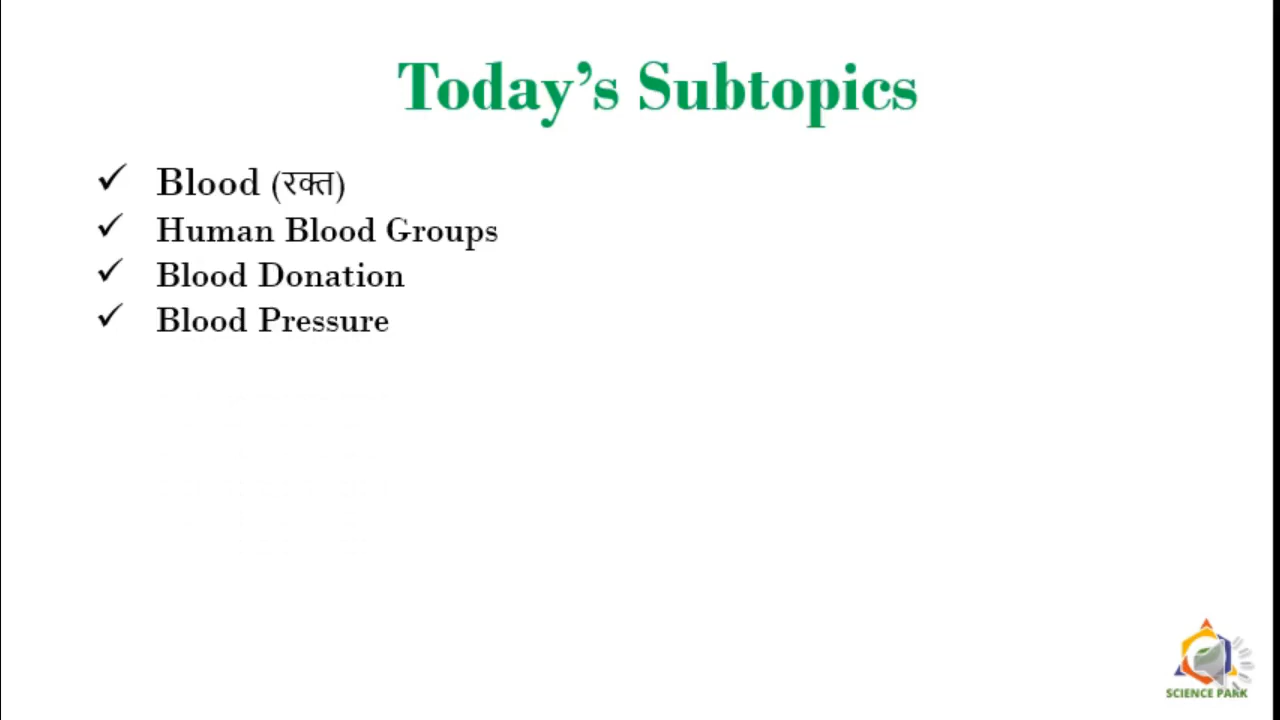 Today’s Subtopics
✓ Blood (रक्त)
✓ Human Blood Groups
✓ Blood Donation
✓ Blood Pressure
SCIENCE PARK